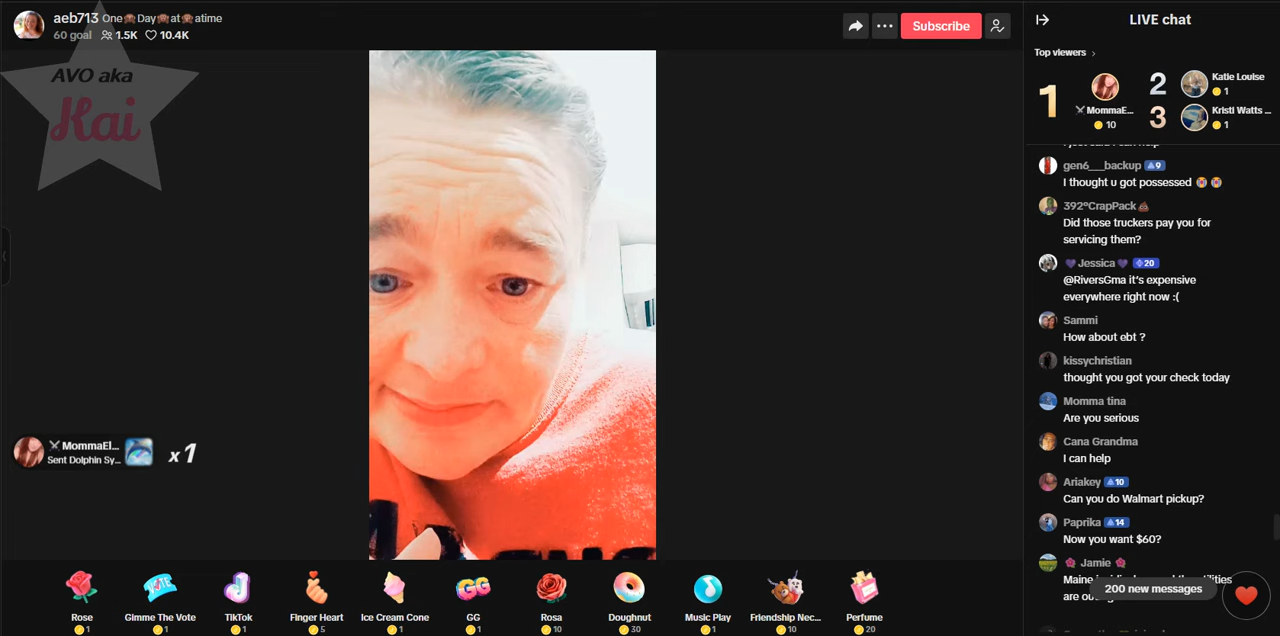 aeb713 One🙈Day🙈at🙈atime
60 goal 1.5K 10.4K
Subscribe
AVO aka
Kai
MommaEl...
Sent Dolphin Sy...
x1
Rose
1
GImme The Vote
1
TikTok
1
Finger Heart
5
Ice Cream Cone
1
GG
1
Rosa
10
Doughnut
30
Music Play
1
Friendship Nec...
10
Perfume
20
LIVE chat
Top viewers
1
MommaE...
10
2
Katie Louise
1
3
Kristi Watts ...
1
gen6__backup 9
I thought u got possessed 😭 😭
392°CrapPack💩
Did those truckers pay you for
servicing them?
💜Jessica💜 20
@RiversGma it's expensive
everywhere right now :(
Sammi
How about ebt ?
kissychristian
thought you got your check today
Momma tina
Are you serious
Cana Grandma
I can help
Ariakey 10
Can you do Walmart pickup?
Paprika 14
Now you want $60?
🌺 Jamie 🌺
Maine
are
200 new messages